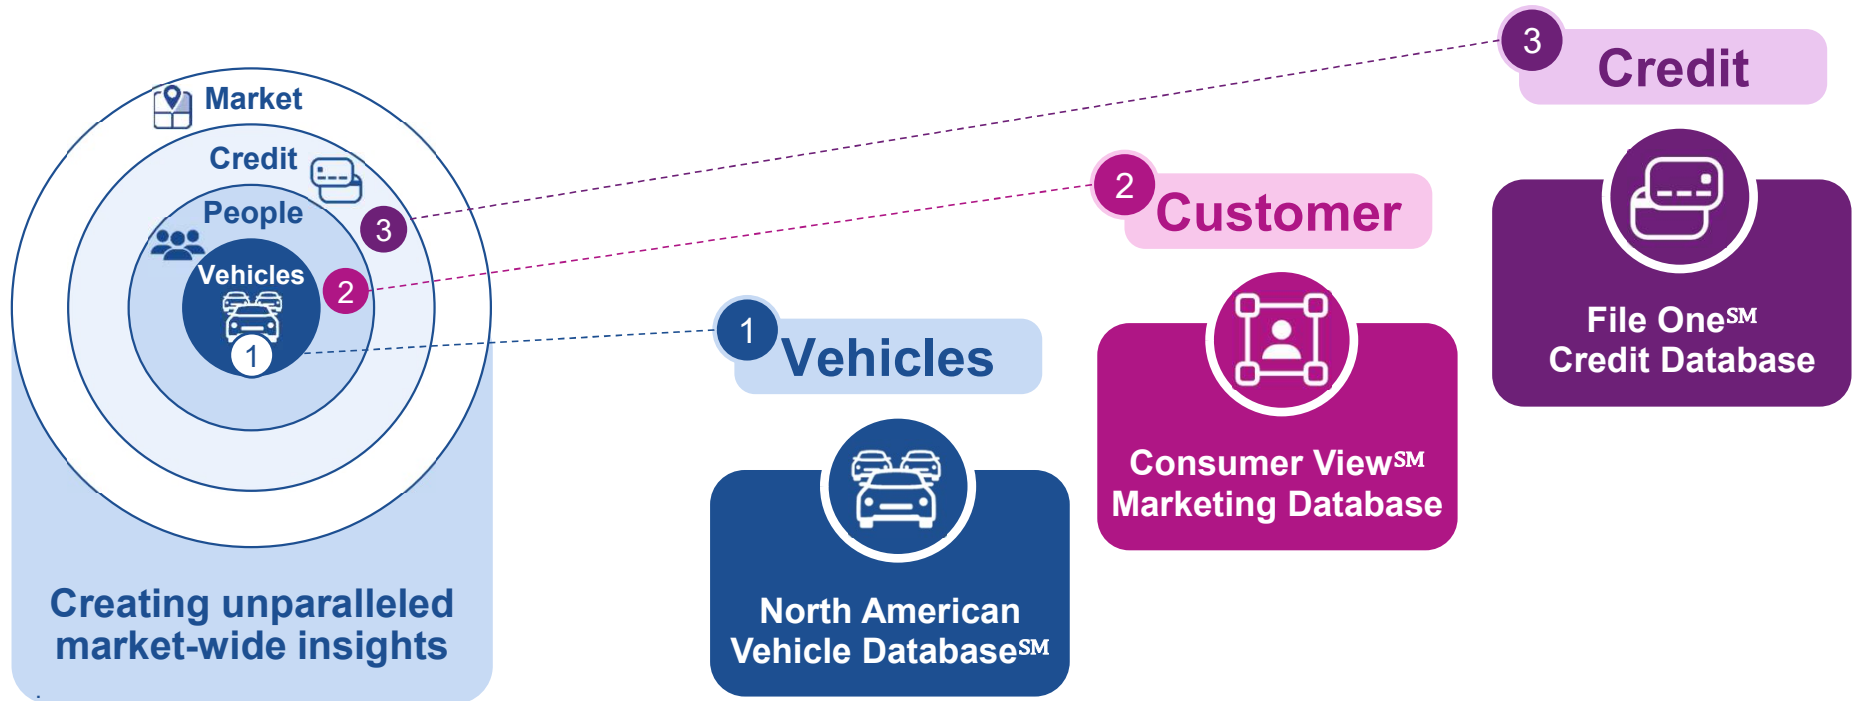 Market
Credit
People
Vehicles
1
2
3
Creating unparalleled
market-wide insights
1
Vehicles
North American
Vehicle Database℠
2
Customer
Consumer View℠
Marketing Database
3
Credit
File One℠
Credit Database